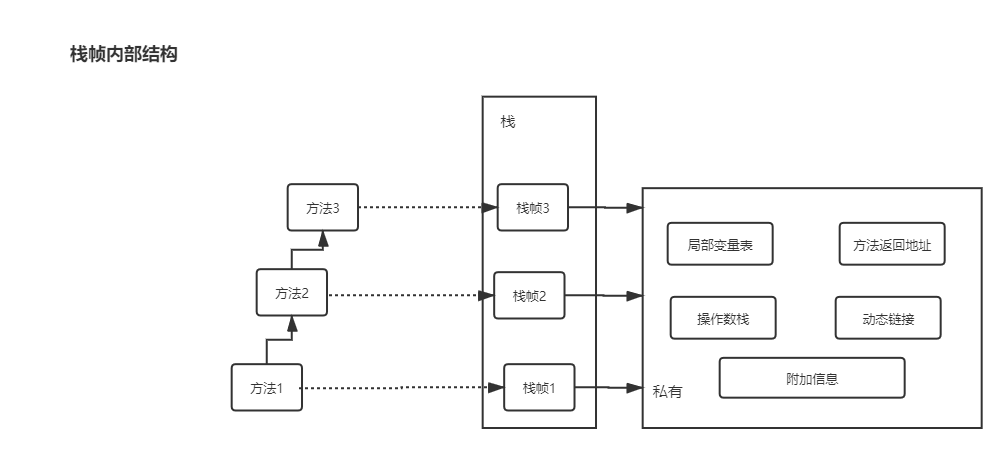 栈帧内部结构
栈
方法3
栈帧3
局部变量表
方法返回地址
方法2
栈帧2
操作数栈
动态链接
方法1
栈帧1
私有
附加信息